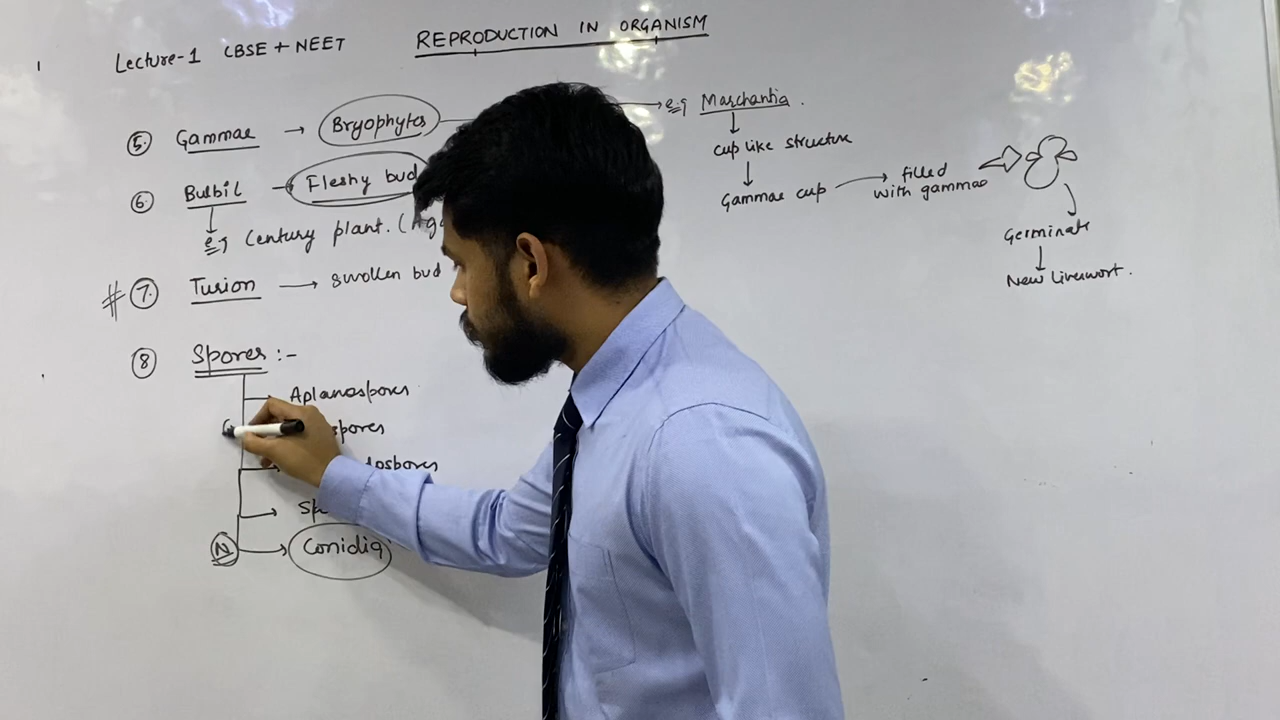 Lecture-1 CBSE + NEET
REPRODUCTION IN ORGANISM
5. Gammae → Bryophytes → eg Marchantia.
cup like structure
Gammae cup → filled with gammae
Germinate
New liverwort.
6. Bulbil → Fleshy bud
eg Century plant. (
# 7. Turion → swollen bud
8 Spores :-
Aplanospores
spores
Conidia
N